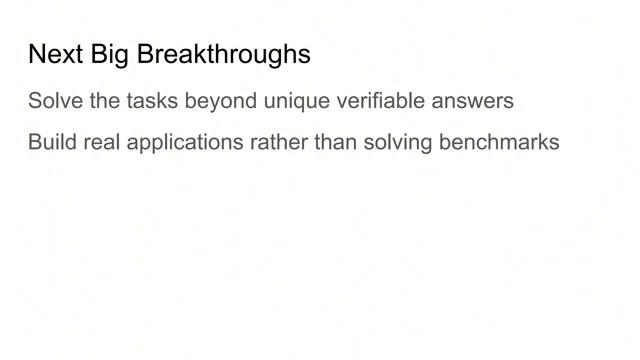 Next Big Breakthroughs
Solve the tasks beyond unique verifiable answers
Build real applications rather than solving benchmarks